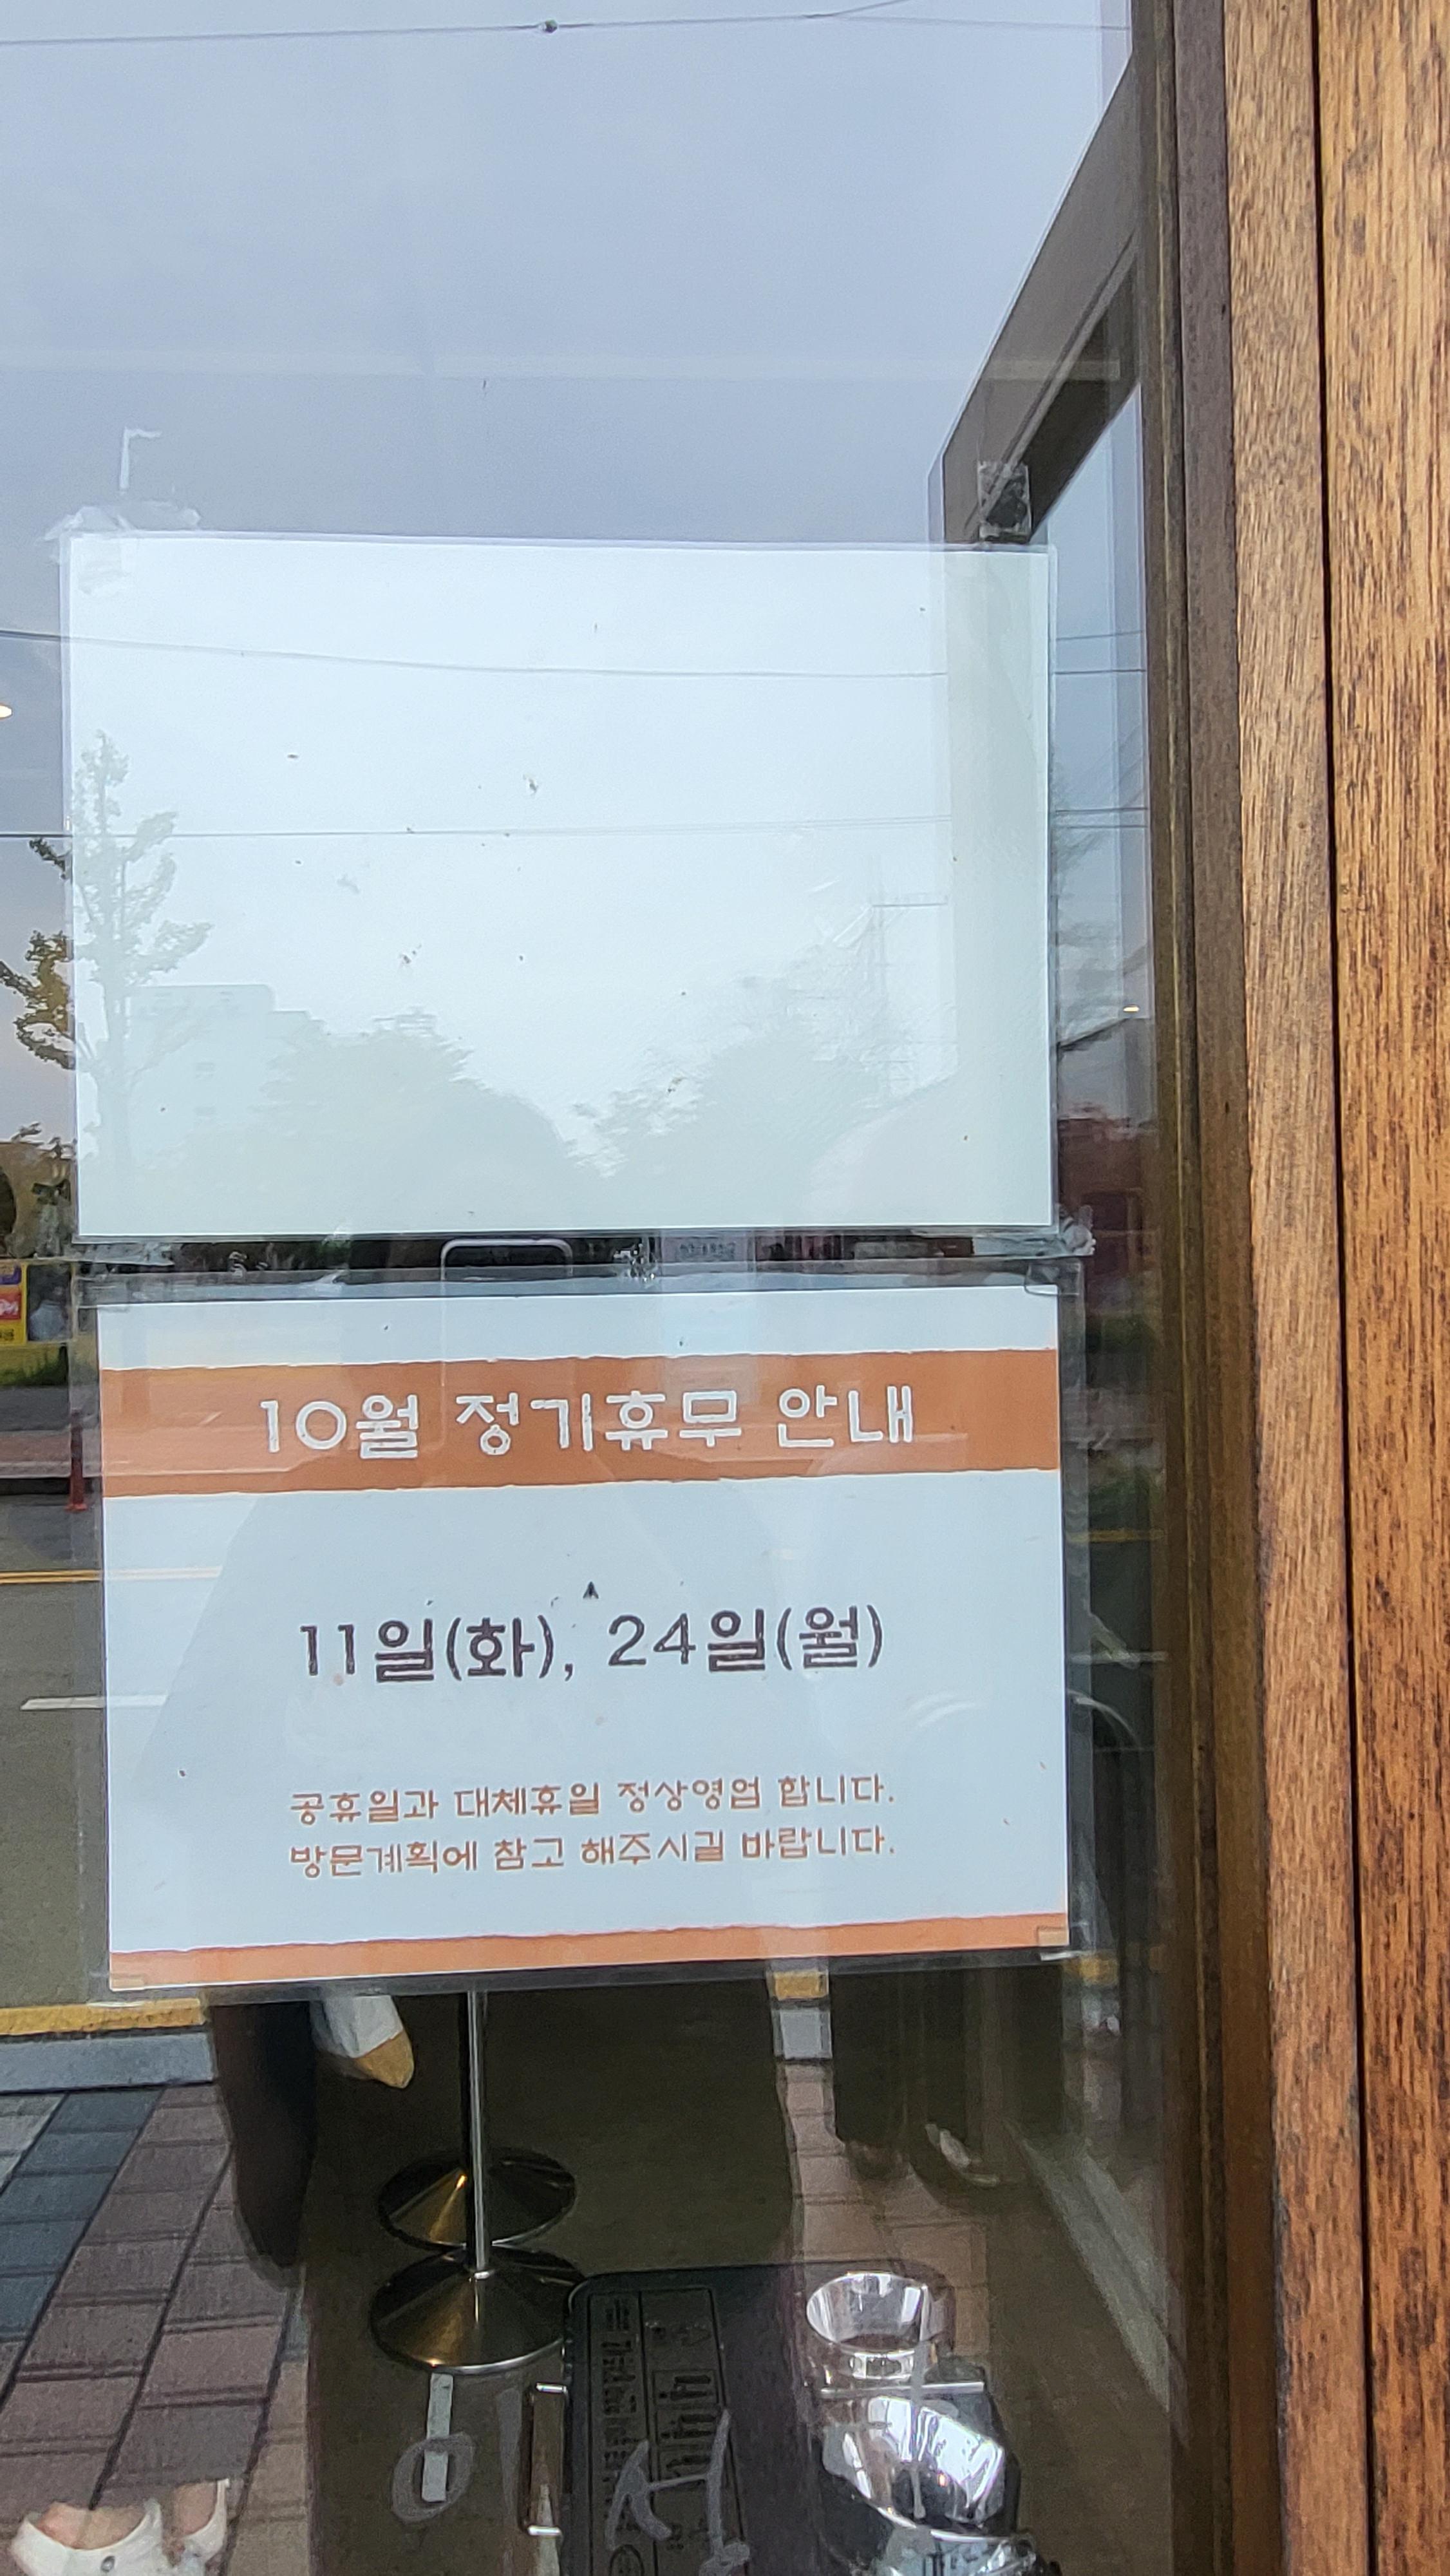 10월 정기휴무 안내
11일(화), 24일(월)
공휴일과 대체휴일 정상영업 합니다.
방문계획에 참고 해주시길 바랍니다.